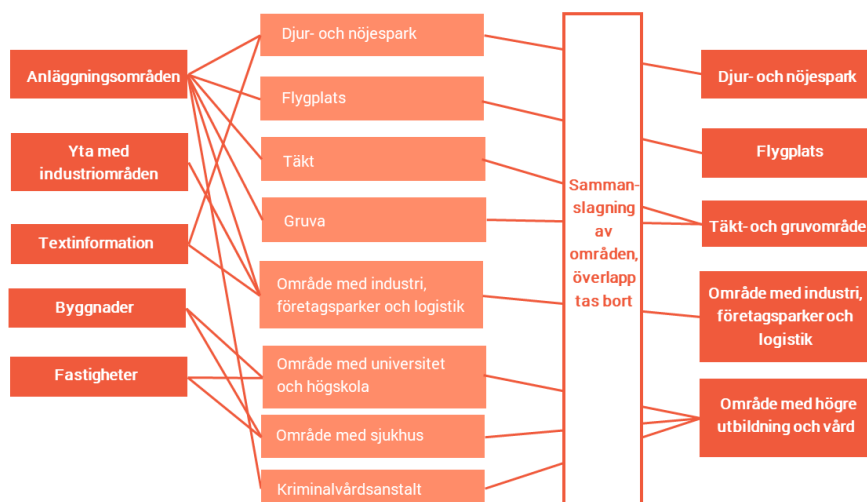 Anläggningsområden
Yta med
industriområden
Textinformation
Byggnader
Fastigheter
Djur- och nöjespark
Flygplats
Täkt
Gruva
Område med industri,
företagsparker och logistik
Område med universitet
och högskola
Område med sjukhus
Kriminalvårdsanstalt
Samman-
slagning
av
områden,
överlapp
tas bort
Djur- och nöjespark
Flygplats
Täkt- och gruvområde
Område med industri,
företagsparker och
logistik
Område med högre
utbildning och vård